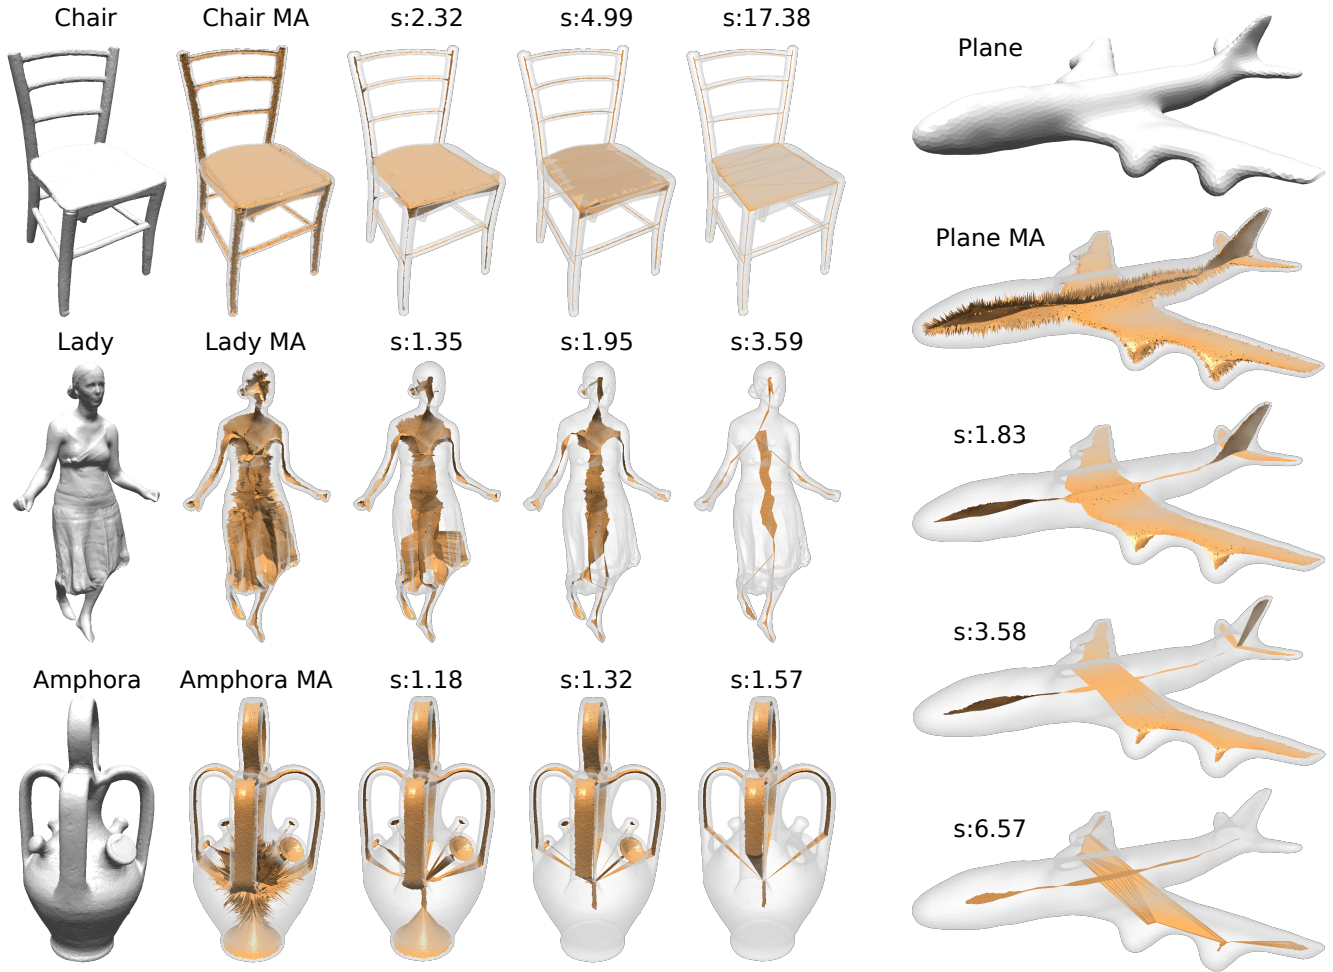 Chair
Chair MA
s:2.32
s:4.99
s:17.38
Plane
Plane MA
Lady
Lady MA
s:1.35
s:1.95
s:3.59
s:1.83
s:3.58
Amphora
Amphora MA
s:1.18
s:1.32
s:1.57
s:6.57